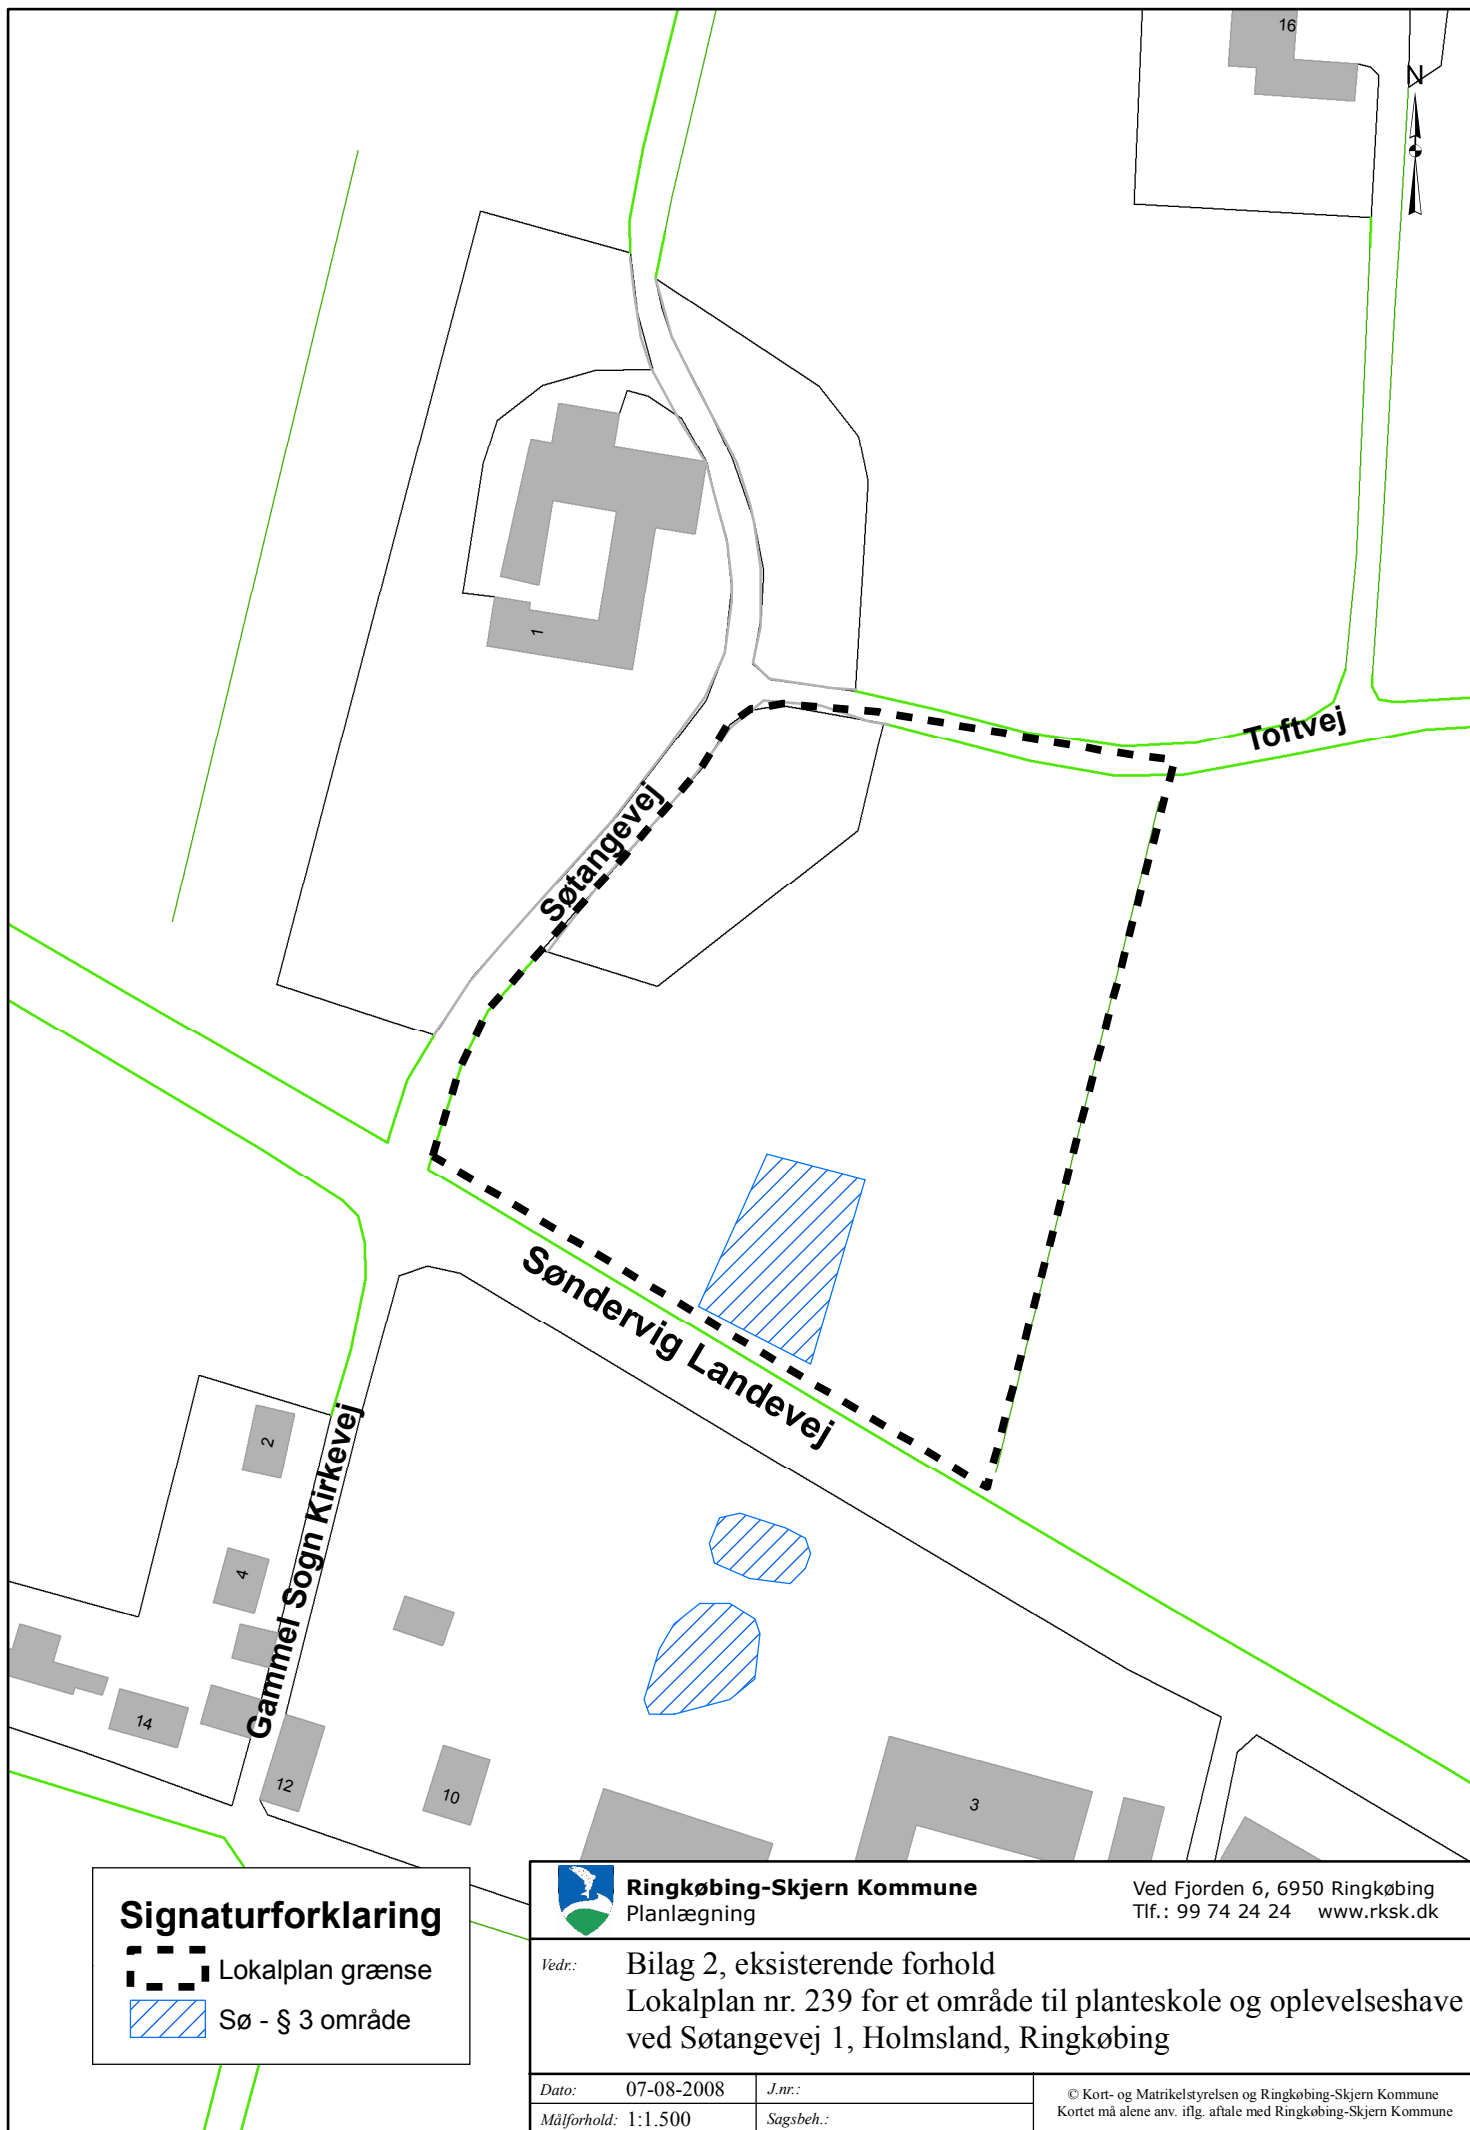 16
N
1
Toftvej
Søtangevej
Søndervig Landevej
2
Gammel Sogn Kirkevej
4
14
12
10
3
Signaturforklaring
Lokalplan grænse
Sø - § 3 område
Ringkøbing-Skjern Kommune
Planlægning
Ved Fjorden 6, 6950 Ringkøbing
Tlf.: 99 74 24 24 www.rksk.dk
Vedr.: Bilag 2, eksisterende forhold
Lokalplan nr. 239 for et område til planteskole og oplevelseshave
ved Søtangevej 1, Holmsland, Ringkøbing
Dato: 07-08-2008
J.nr.:
Målforhold: 1:1.500
Sagsbeh.:
© Kort- og Matrikelstyrelsen og Ringkøbing-Skjern Kommune
Kortet må alene anv. iflg. aftale med Ringkøbing-Skjern Kommune